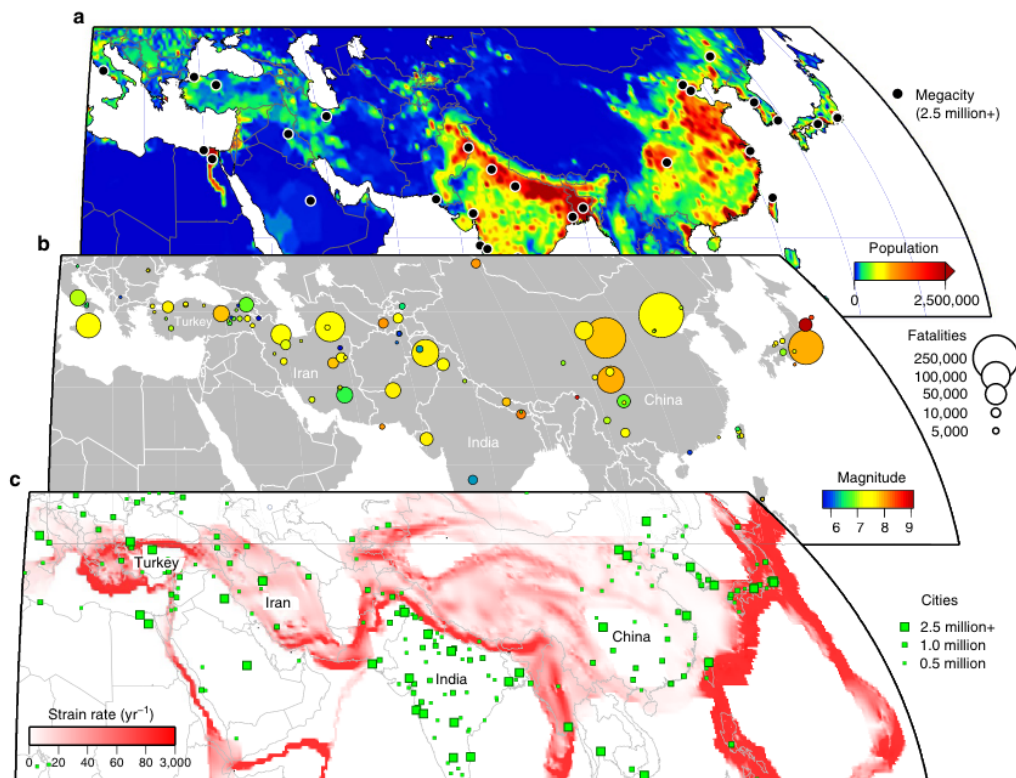 a
Megacity
(2.5 million+)
Population
0 2,500,000
b
Turkey
Iran
China
India
Fatalities
250,000
100,000
50,000
10,000
5,000
Magnitude
6 7 8 9
c
Turkey
Iran
China
India
Cities
2.5 million+
1.0 million
0.5 million
Strain rate (yr⁻¹)
0 20 40 60 80 3,000